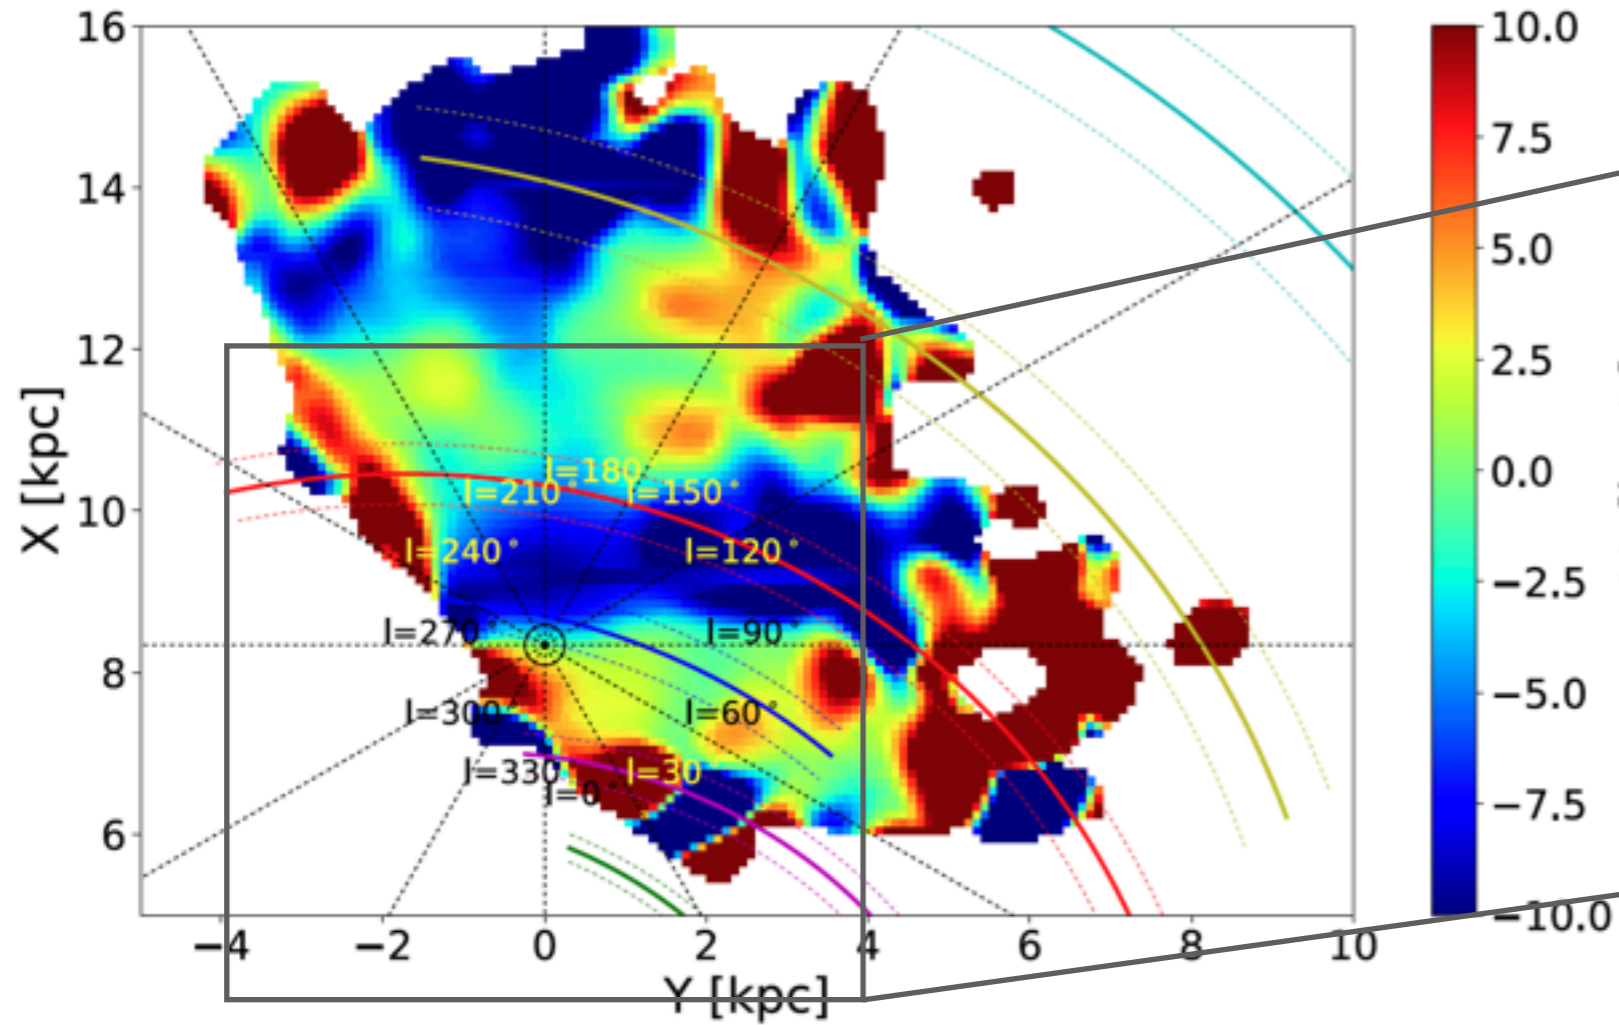 16
14
12
10
8
6
X [kpc]
l=180
l=210° l=150°
l=240° l=120°
l=270° l=90°
l=300° l=60°
l=330 l=30
l=0°
−4 −2 0 2 4 6 8 10
Y [kpc]
10.0
7.5
5.0
2.5
0.0
−2.5
−5.0
−7.5
−10.0